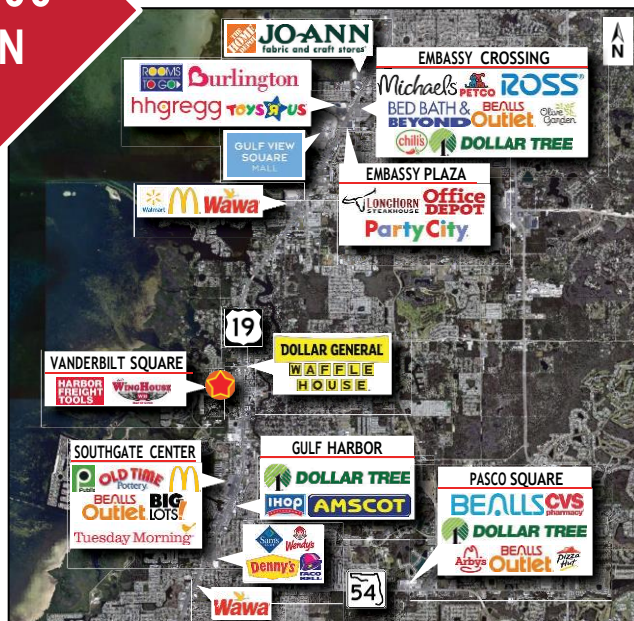 N
N
THE HOME DEPOT
JO-ANN
fabric and craft stores
ROOMS TO GO
Burlington
hhgregg TOYS R US
GULF VIEW
SQUARE
MALL
EMBASSY CROSSING
Michaels PETCO ROSS
BED BATH &
BEYOND
BEALLS
Outlet
Olive
Garden
chili's DOLLAR TREE
EMBASSY PLAZA
LONGHORN
STEAKHOUSE
Office
DEPOT
Party City
Walmart
M
Wawa
19
DOLLAR GENERAL
WAFFLE
HOUSE
VANDERBILT SQUARE
HARBOR
FREIGHT
TOOLS
WINGHOUSE
WH
SOUTHGATE CENTER
P
Publix
OLD TIME
Pottery
M
BEALLS
Outlet
BIG
LOTS!
Tuesday Morning
GULF HARBOR
DOLLAR TREE
IHOP
AMSCOT
PASCO SQUARE
BEALLS CVS
pharmacy
DOLLAR TREE
Arby's
BEALLS
Outlet
Pizza
Hut
Sam's
Wendy's
Denny's
TACO
BELL
54
Wawa